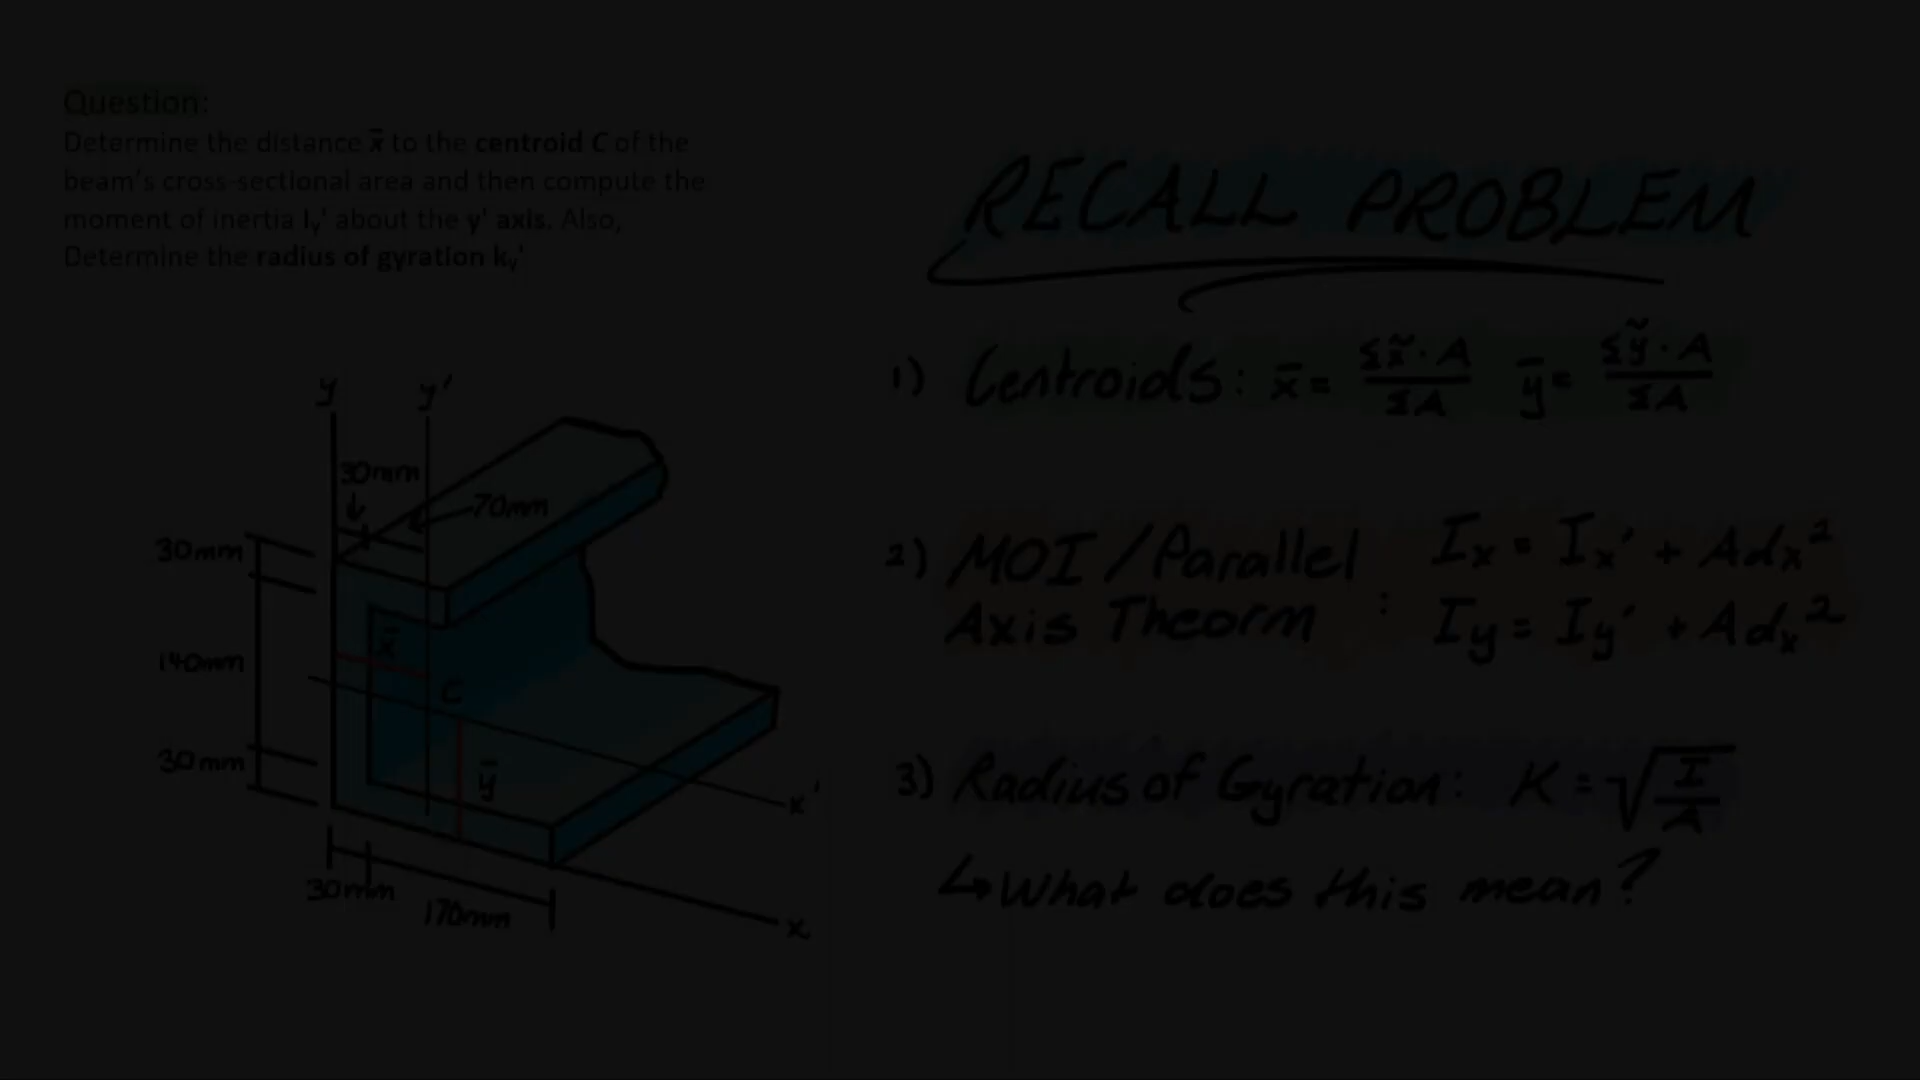 Question:
Determine the distance x̄ to the centroid C of the
beam's cross-sectional area and then compute the
moment of inertia Iy' about the y' axis. Also,
Determine the radius of gyration ky'
RECALL PROBLEM
1) Centroids: x̄ = Σx̃·A / ΣA ȳ = Σỹ·A / ΣA
2) MOI / Parallel Axis Theorm :
Ix = Ix' + Adx²
Iy = Iy' + Adx²
3) Radius of Gyration: K = √(I/A)
↳ What does this mean?
y
y'
30mm
70mm
30mm
x̄
140mm
C
30mm
ȳ
x'
30mm
170mm
x